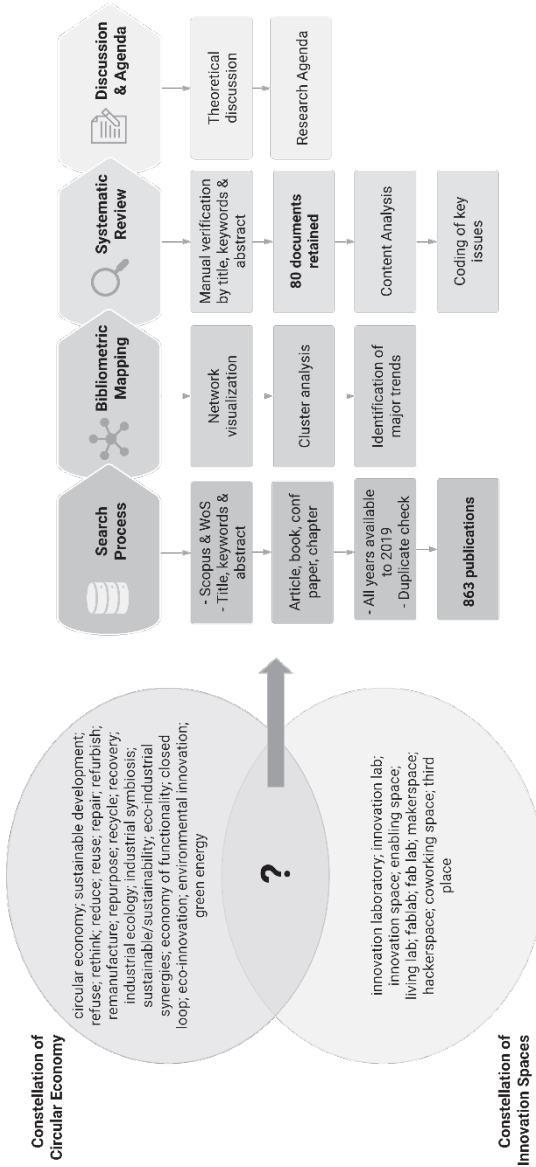 Constellation of
Circular Economy
circular economy; sustainable development;
refuse; rethink; reduce; reuse; repair; refurbish;
remanufacture; repurpose; recycle; recovery;
industrial ecology; industrial symbiosis;
sustainable/sustainability; eco-industrial
synergies; economy of functionality; closed
loop; eco-innovation; environmental innovation;
green energy
?
innovation laboratory; innovation lab;
innovation space; enabling space;
living lab; fablab; fab lab; makerspace;
hackerspace; coworking space; third
place
Constellation of
Innovation Spaces
Search
Process
- Scopus & WoS
- Title, keywords &
abstract
Article, book, conf
paper, chapter
- All years available
to 2019
- Duplicate check
863 publications
Bibliometric
Mapping
Network
visualization
Cluster analysis
Identification of
major trends
Systematic
Review
Manual verification
by title, keywords &
abstract
80 documents
retained
Content Analysis
Coding of key
issues
Discussion
& Agenda
Theoretical
discussion
Research Agenda